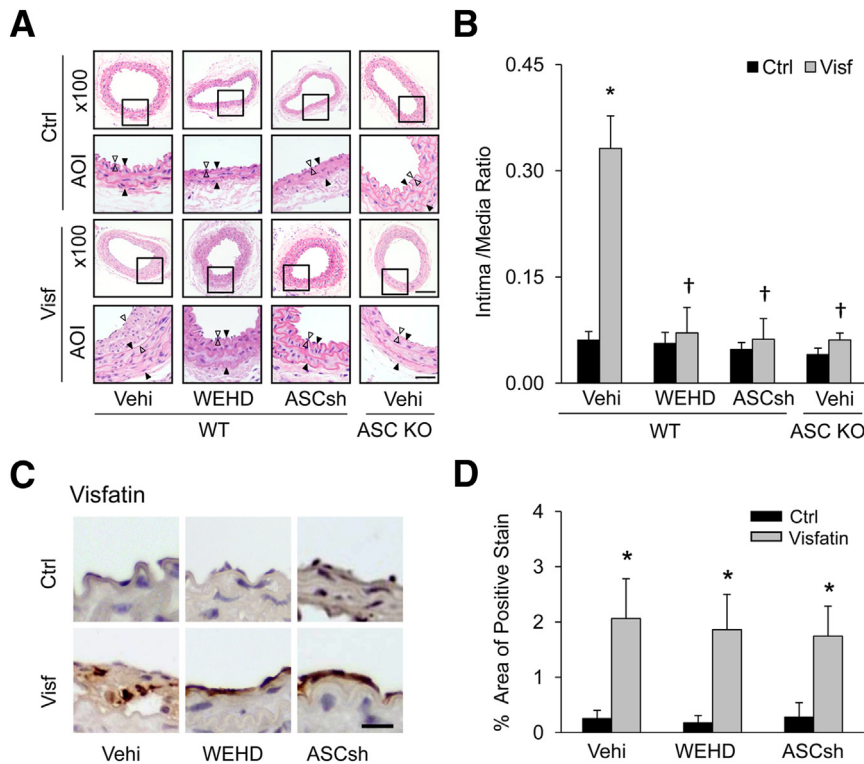 A
Ctrl
x100
AOI
Visf
x100
AOI
Vehi WEHD ASCsh Vehi
WT ASC KO
B
Intima /Media Ratio
0.45
0.30
0.15
0.00
Ctrl Visf
*
† † †
Vehi WEHD ASCsh Vehi
WT ASC KO
C
Visfatin
Ctrl
Visf
Vehi WEHD ASCsh
D
% Area of Positive Stain
4
3
2
1
0
Ctrl
Visfatin
* * *
Vehi WEHD ASCsh